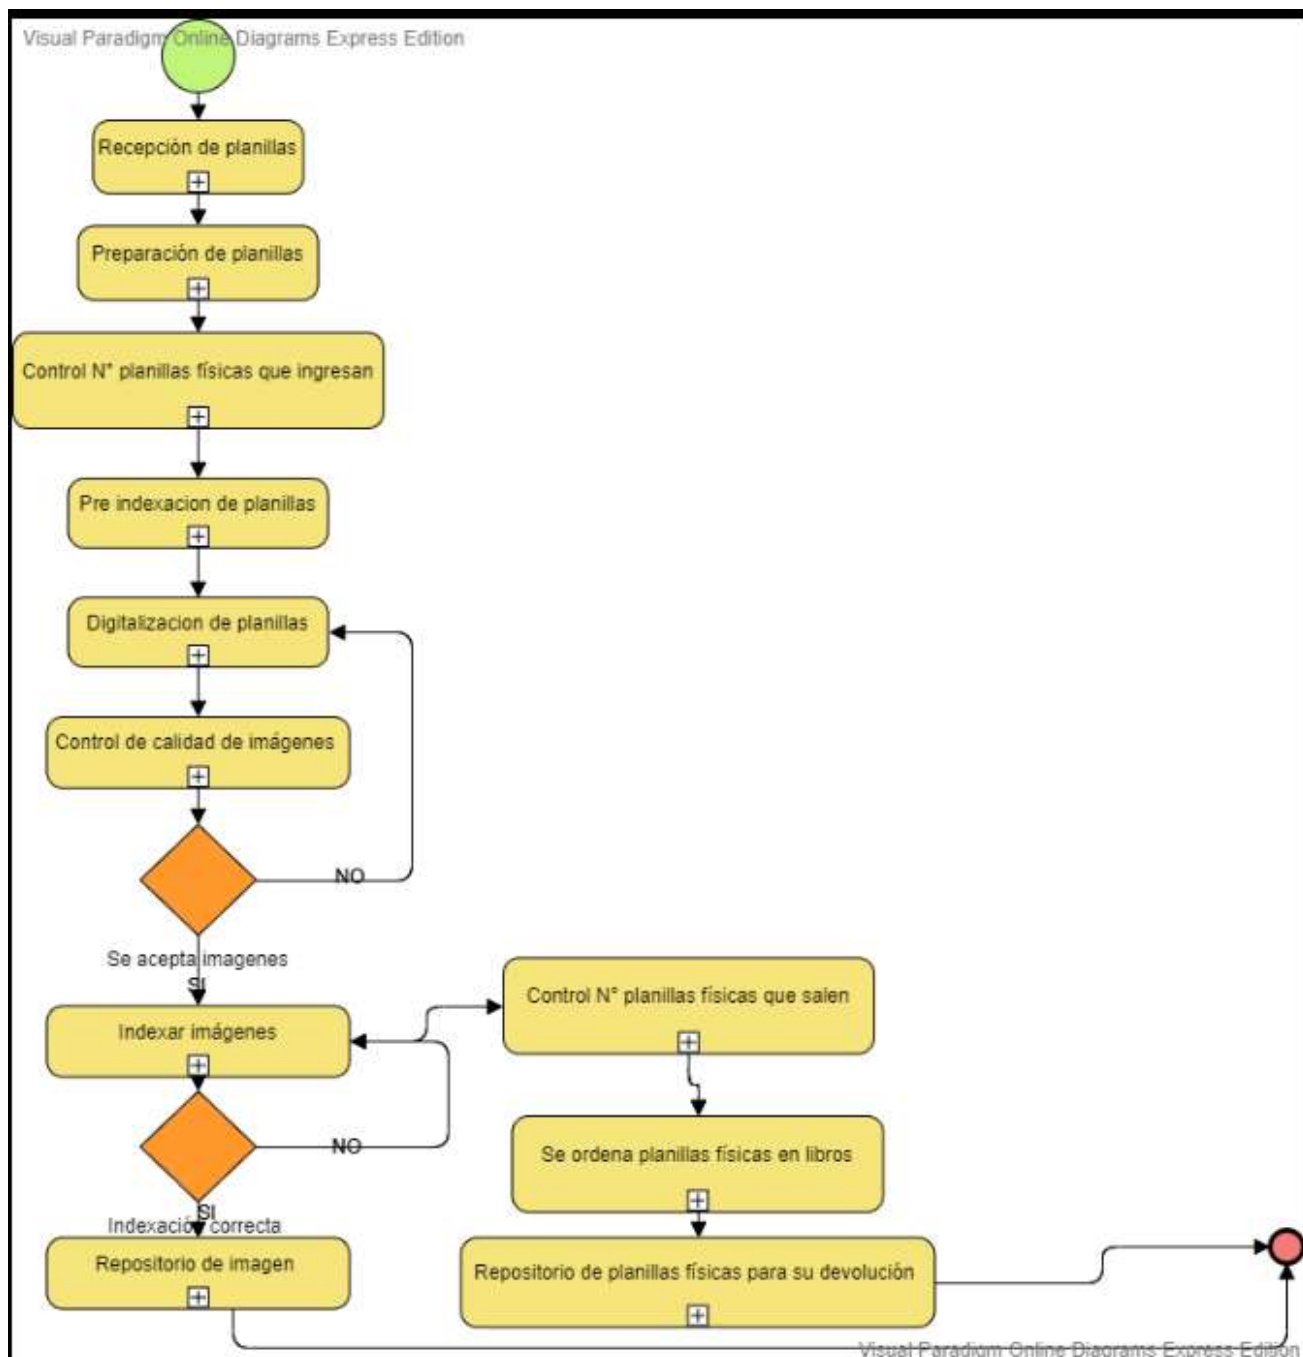 Visual Paradigm Online Diagrams Express Edition
Recepción de planillas
Preparación de planillas
Control N° planillas físicas que ingresan
Pre indexacion de planillas
Digitalizacion de planillas
Control de calidad de imágenes
NO
Se acepta imagenes
SI
Indexar imágenes
NO
SI
Indexación correcta
Repositorio de imagen
Control N° planillas físicas que salen
Se ordena planillas físicas en libros
Repositorio de planillas físicas para su devolución
Visual Paradigm Online Diagrams Express Edition